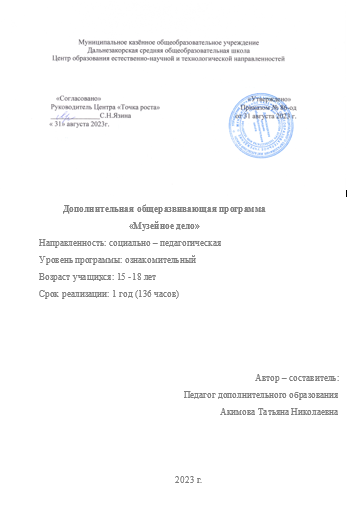 Муниципальное казённое общеобразовательное учреждение
Дальнезакорская средняя общеобразовательная школа
Центр образования естественно-научной и технологической направленностей
«Согласовано»
«Утверждено»
Руководитель Центра «Точка роста»
Приказом № 86-од
С.Н.Язина
от 31 августа 2023 г.
« 31» августа 2023г.
Дополнительная общеразвивающая программа
«Музейное дело»
Направленность: социально – педагогическая
Уровень программы: ознакомительный
Возраст учащихся: 15 -18 лет
Срок реализации: 1 год (136 часов)
Автор – составитель:
Педагог дополнительного образования
Акимова Татьяна Николаевна
2023 г.